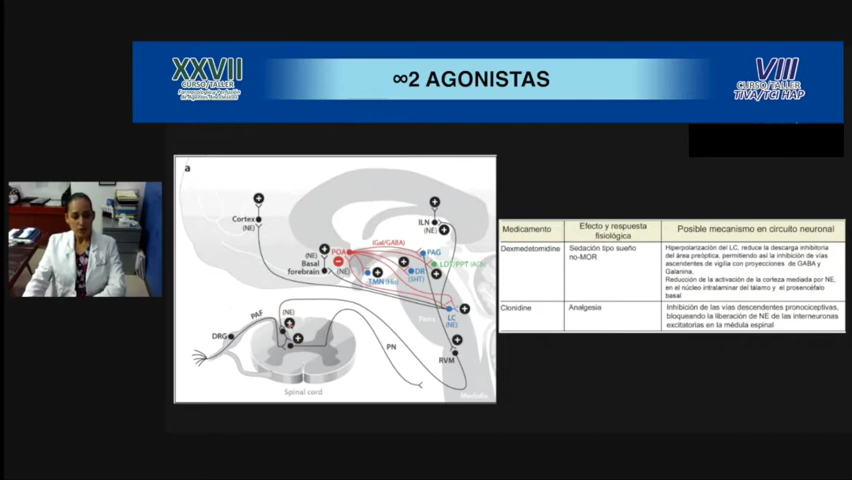 XXVII
CURSO/TALLER
∞2 AGONISTAS
VIII
CURSO/TALLER
TIVA/TCI HAP
a
Cortex
(NE)
ILN
(NE)
POA
(Gal/GABA)
(NE)
Basal
forebrain
(NE)
PAG
LDT/PPT (ACh)
DR
(5HT)
TMN (His)
LC
(NE)
Pons
PAF
(NE)
DRG
PN
RVM
Spinal cord
Medulla
Medicamento
Efecto y respuesta
fisiológica
Posible mecanismo en circuito neuronal
Dexmedetomidine
Sedación tipo sueño
no-MOR
Hiperpolarización del LC, reduce la descarga inhibitoria
del área preóptica, permitiendo así la inhibición de vías
ascendentes de vigilia con proyecciones de GABA y
Galanina.
Reducción de la activación de la corteza mediada por NE,
en el núcleo intralaminal del tálamo y el prosencéfalo
basal
Clonidine
Analgesia
Inhibición de las vías descendentes pronociceptivas,
bloqueando la liberación de NE de las interneuronas
excitatorias en la médula espinal